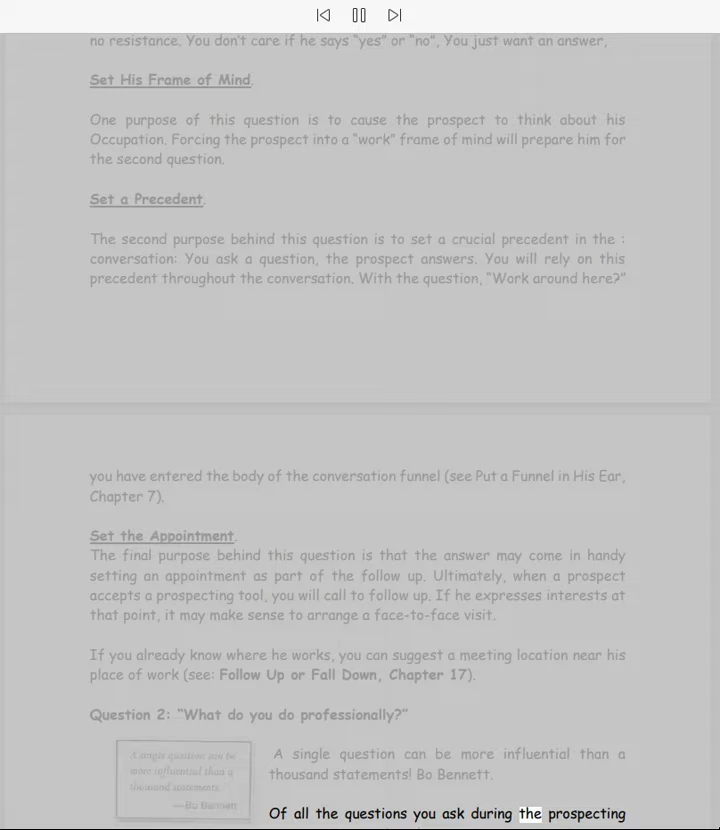 no resistance. You don't care if he says "yes" or "no", You just want an answer,
Set His Frame of Mind.
One purpose of this question is to cause the prospect to think about his
Occupation. Forcing the prospect into a "work" frame of mind will prepare him for
the second question.
Set a Precedent.
The second purpose behind this question is to set a crucial precedent in the :
conversation: You ask a question, the prospect answers. You will rely on this
precedent throughout the conversation. With the question, "Work around here?"
you have entered the body of the conversation funnel (see Put a Funnel in His Ear,
Chapter 7).
Set the Appointment.
The final purpose behind this question is that the answer may come in handy
setting an appointment as part of the follow up. Ultimately, when a prospect
accepts a prospecting tool, you will call to follow up. If he expresses interests at
that point, it may make sense to arrange a face-to-face visit.
If you already know where he works, you can suggest a meeting location near his
place of work (see: Follow Up or Fall Down, Chapter 17).
Question 2: "What do you do professionally?"
A single question can be
more influential than a
thousand statements.
—Bo Bennett
A single question can be more influential than a
thousand statements! Bo Bennett.
Of all the questions you ask during the prospecting